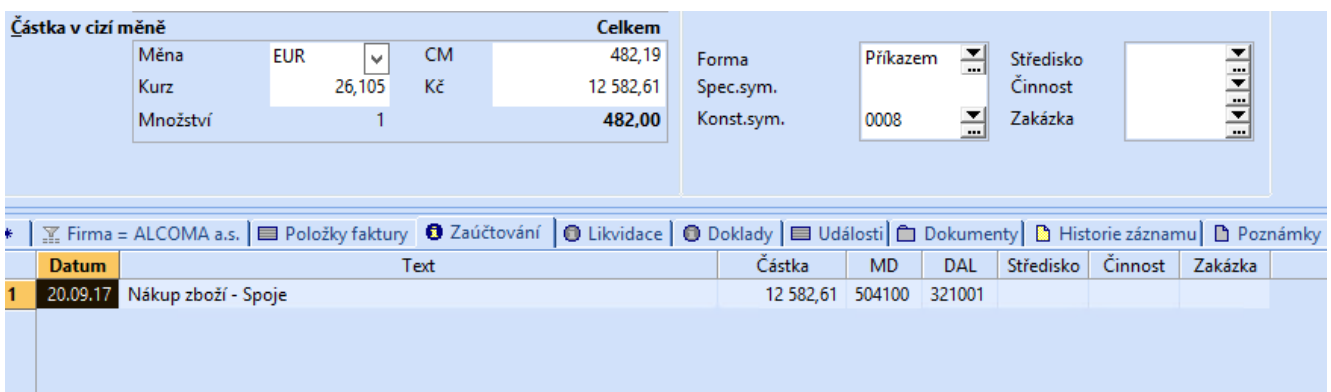 Částka v cizí měně Celkem
Měna EUR CM 482,19 Forma Příkazem Středisko
Kurz 26,105 Kč 12 582,61 Spec.sym. Činnost
Množství 1 482,00 Konst.sym. 0008 Zakázka
* Firma = ALCOMA a.s. Položky faktury Zaúčtování Likvidace Doklady Události Dokumenty Historie záznamu Poznámky
Datum Text Částka MD DAL Středisko Činnost Zakázka
1 20.09.17 Nákup zboží - Spoje 12 582,61 504100 321001